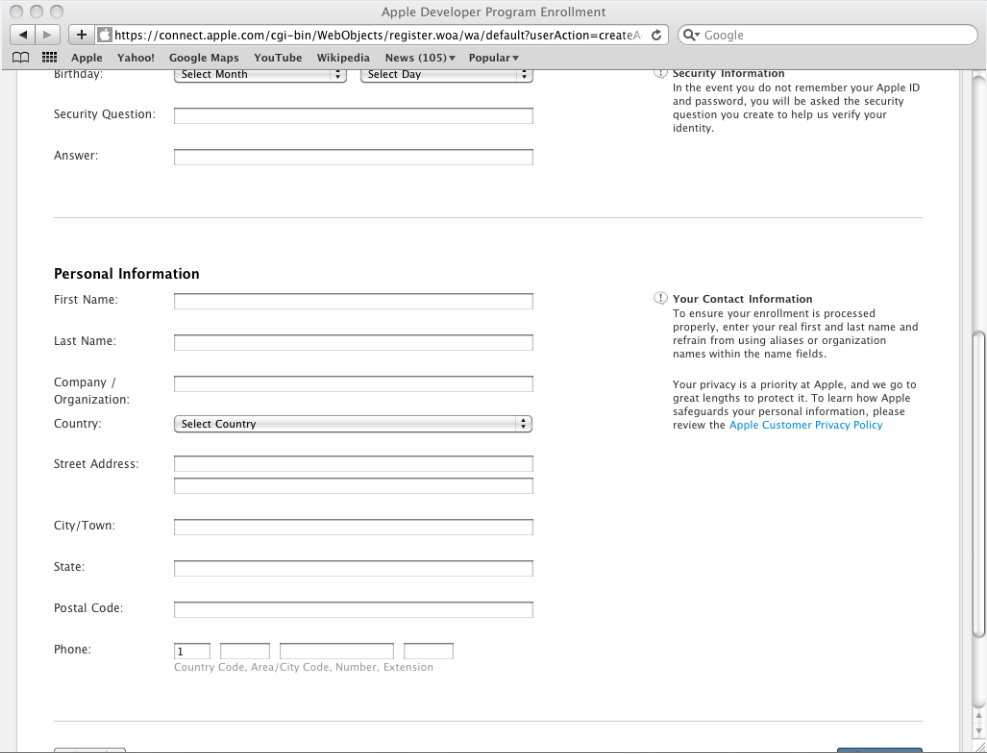 Apple Developer Program Enrollment
https://connect.apple.com/cgi-bin/WebObjects/register.woa/wa/default?userAction=createA
Google
Apple Yahoo! Google Maps YouTube Wikipedia News (105) Popular
Birthday: Select Month Select Day
Security Question:
Answer:
Security Information
In the event you do not remember your Apple ID
and password, you will be asked the security
question you create to help us verify your
identity.
Personal Information
First Name:
Last Name:
Company /
Organization:
Country: Select Country
Street Address:
City/Town:
State:
Postal Code:
Phone: 1
Country Code, Area/City Code, Number, Extension
Your Contact Information
To ensure your enrollment is processed
properly, enter your real first and last name and
refrain from using aliases or organization
names within the name fields.
Your privacy is a priority at Apple, and we go to
great lengths to protect it. To learn how Apple
safeguards your personal information, please
review the Apple Customer Privacy Policy